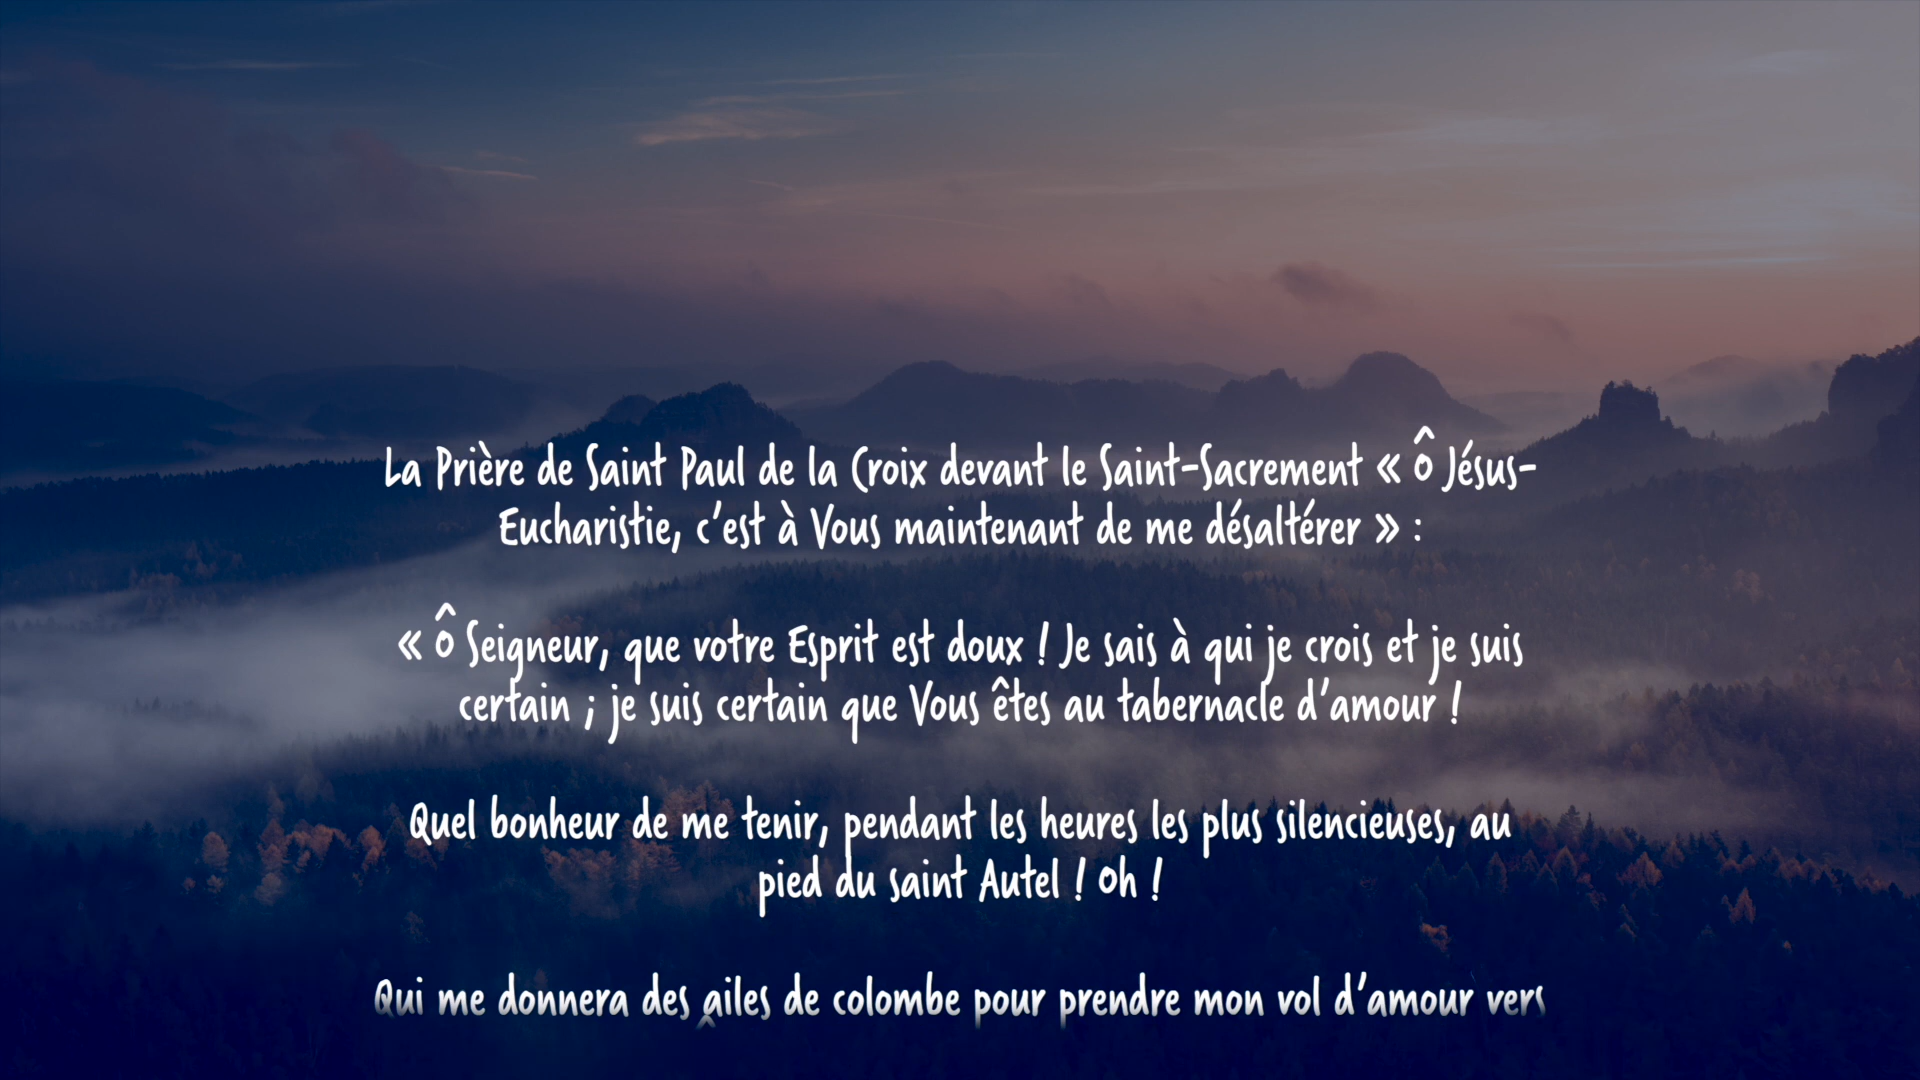 La Prière de Saint Paul de la Croix devant le Saint-Sacrement « Ô Jésus-
Eucharistie, c’est à Vous maintenant de me désaltérer » :
« Ô Seigneur, que votre Esprit est doux ! Je sais à qui je crois et je suis
certain ; je suis certain que Vous êtes au tabernacle d’amour !
Quel bonheur de me tenir, pendant les heures les plus silencieuses, au
pied du saint Autel ! Oh !
Qui me donnera des ailes de colombe pour prendre mon vol d’amour vers